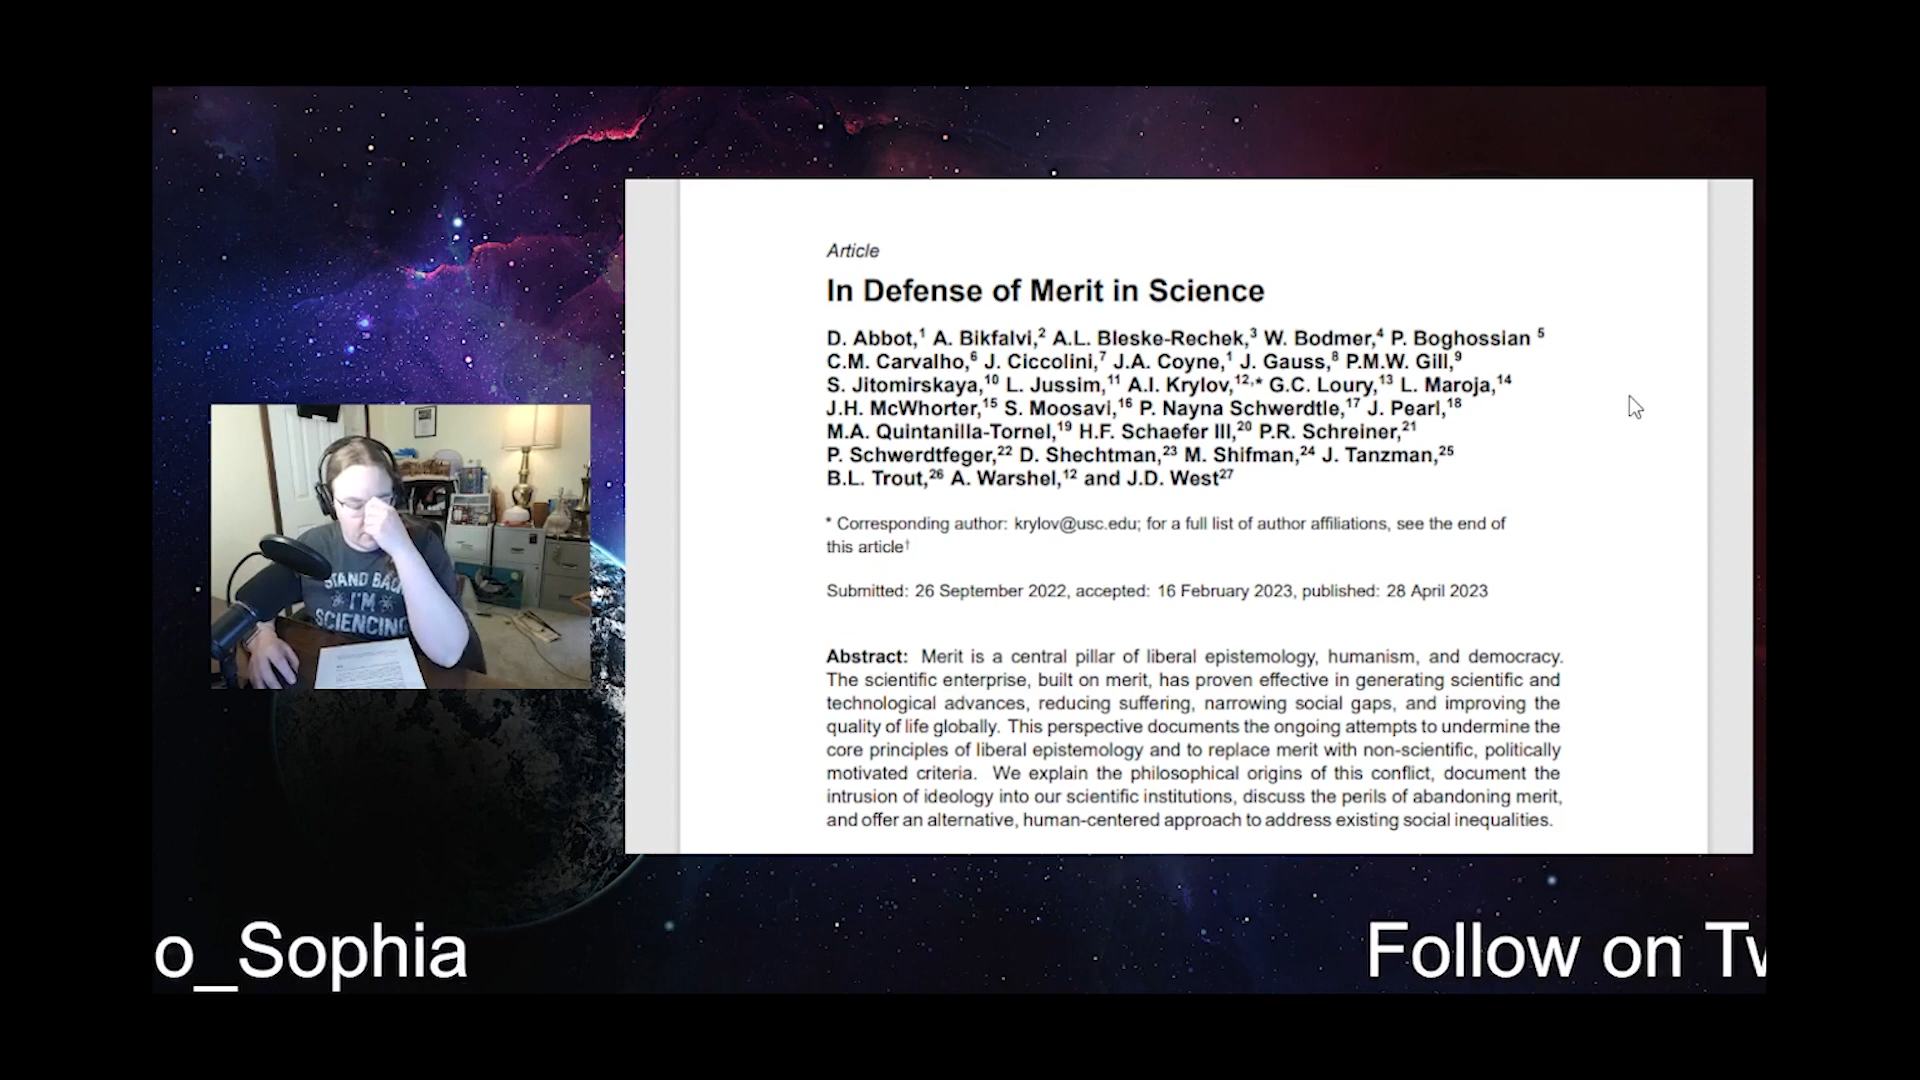 Article
In Defense of Merit in Science
D. Abbot,1 A. Bikfalvi,2 A.L. Bleske-Rechek,3 W. Bodmer,4 P. Boghossian 5
C.M. Carvalho,6 J. Ciccolini,7 J.A. Coyne,1 J. Gauss,8 P.M.W. Gill,9
S. Jitomirskaya,10 L. Jussim,11 A.I. Krylov,12,* G.C. Loury,13 L. Maroja,14
J.H. McWhorter,15 S. Moosavi,16 P. Nayna Schwerdtle,17 J. Pearl,18
M.A. Quintanilla-Tornel,19 H.F. Schaefer III,20 P.R. Schreiner,21
P. Schwerdtfeger,22 D. Shechtman,23 M. Shifman,24 J. Tanzman,25
B.L. Trout,26 A. Warshel,12 and J.D. West27
* Corresponding author: krylov@usc.edu; for a full list of author affiliations, see the end of
this article†
Submitted: 26 September 2022, accepted: 16 February 2023, published: 28 April 2023
Abstract: Merit is a central pillar of liberal epistemology, humanism, and democracy.
The scientific enterprise, built on merit, has proven effective in generating scientific and
technological advances, reducing suffering, narrowing social gaps, and improving the
quality of life globally. This perspective documents the ongoing attempts to undermine the
core principles of liberal epistemology and to replace merit with non-scientific, politically
motivated criteria. We explain the philosophical origins of this conflict, document the
intrusion of ideology into our scientific institutions, discuss the perils of abandoning merit,
and offer an alternative, human-centered approach to address existing social inequalities.
STAND BACK
I'M
SCIENCING
o_Sophia
Follow on Tw